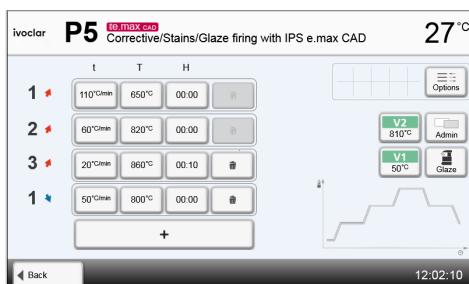 ivoclar P5 IPS e.max CAD 27°C
Corrective/Stains/Glaze firing with IPS e.max CAD
t T H
1 110°C/min 650°C 00:00
2 60°C/min 820°C 00:00
3 20°C/min 860°C 00:10
1 50°C/min 800°C 00:00
+
Options
V2
810°C
Admin
V1
50°C
Glaze
Back 12:02:10